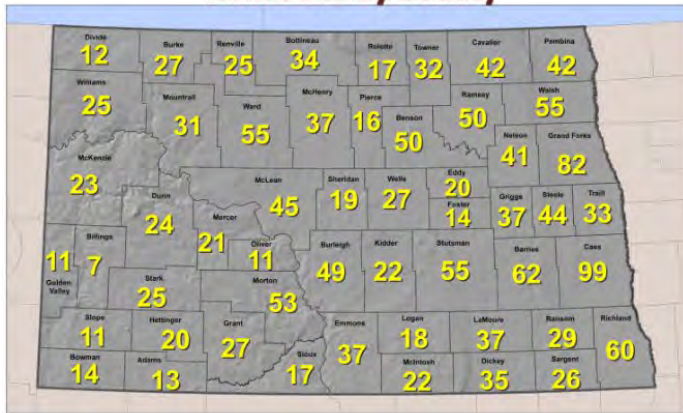 Divide
12
Burke
27
Renville
25
Bottineau
34
Rolette
17
Towner
32
Cavalier
42
Pembina
42
Williams
25
Mountrail
31
Ward
55
McHenry
37
Pierce
16
Benson
50
Ramsey
50
Walsh
55
McKenzie
23
Nelson
41
Grand Forks
82
Dunn
24
McLean
45
Sheridan
19
Wells
27
Eddy
20
Foster
14
Griggs
37
Steele
44
Traill
33
Mercer
21
Oliver
11
11
Golden
Valley
Billings
7
Stark
25
Morton
53
Burleigh
49
Kidder
22
Stutsman
55
Barnes
62
Cass
99
Slope
11
Hettinger
20
Grant
27
Emmons
37
Logan
18
LaMoure
37
Ransom
29
Richland
60
Bowman
14
Adams
13
Sioux
17
McIntosh
22
Dickey
35
Sargent
26